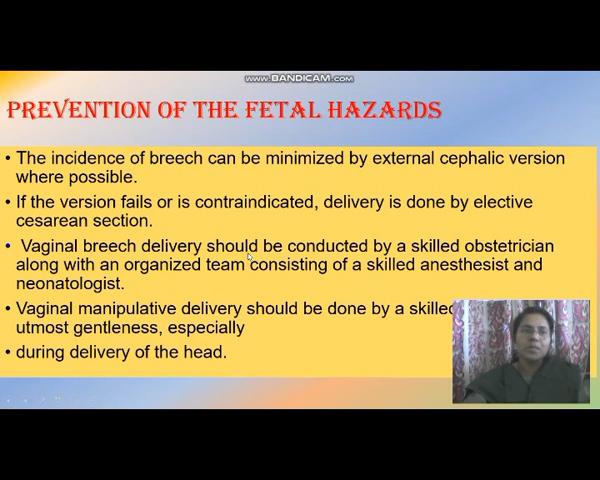 WWW.BANDICAM.COM
PREVENTION OF THE FETAL HAZARDS
• The incidence of breech can be minimized by external cephalic version
where possible.
• If the version fails or is contraindicated, delivery is done by elective
cesarean section.
• Vaginal breech delivery should be conducted by a skilled obstetrician
along with an organized team consisting of a skilled anesthesist and
neonatologist.
• Vaginal manipulative delivery should be done by a skilled
utmost gentleness, especially
• during delivery of the head.